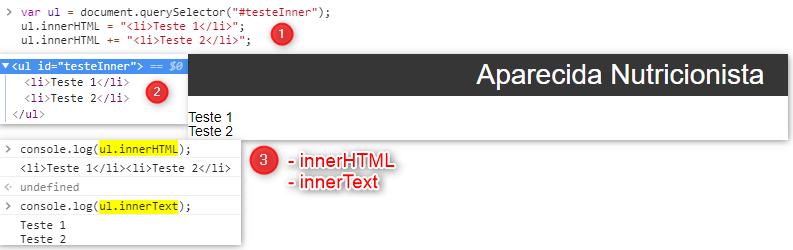 > var ul = document.querySelector("#testeInner");
ul.innerHTML = "<li>Teste 1</li>";
ul.innerHTML += "<li>Teste 2</li>";
1
▼<ul id="testeInner"> == $0
<li>Teste 1</li>
<li>Teste 2</li>
</ul>
2
Aparecida Nutricionista
Teste 1
Teste 2
> console.log(ul.innerHTML);
<li>Teste 1</li><li>Teste 2</li>
<· undefined
> console.log(ul.innerText);
Teste 1
Teste 2
3
- innerHTML
- innerText